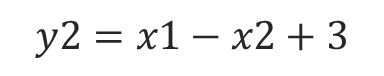 y2 = x1 − x2 + 3